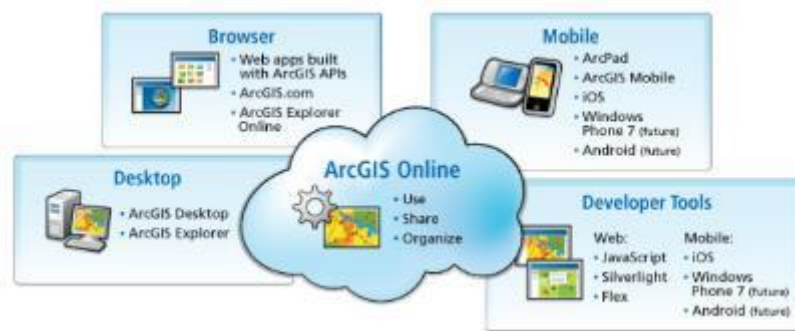 Browser
• Web apps built
with ArcGIS APIs
• ArcGIS.com
• ArcGIS Explorer
Online
Mobile
• ArcPad
• ArcGIS Mobile
• iOS
• Windows
Phone 7 (future)
• Android (future)
Desktop
• ArcGIS Desktop
• ArcGIS Explorer
ArcGIS Online
• Use
• Share
• Organize
Developer Tools
Web:
• JavaScript
• Silverlight
• Flex
Mobile:
• iOS
• Windows
Phone 7 (future)
• Android (future)